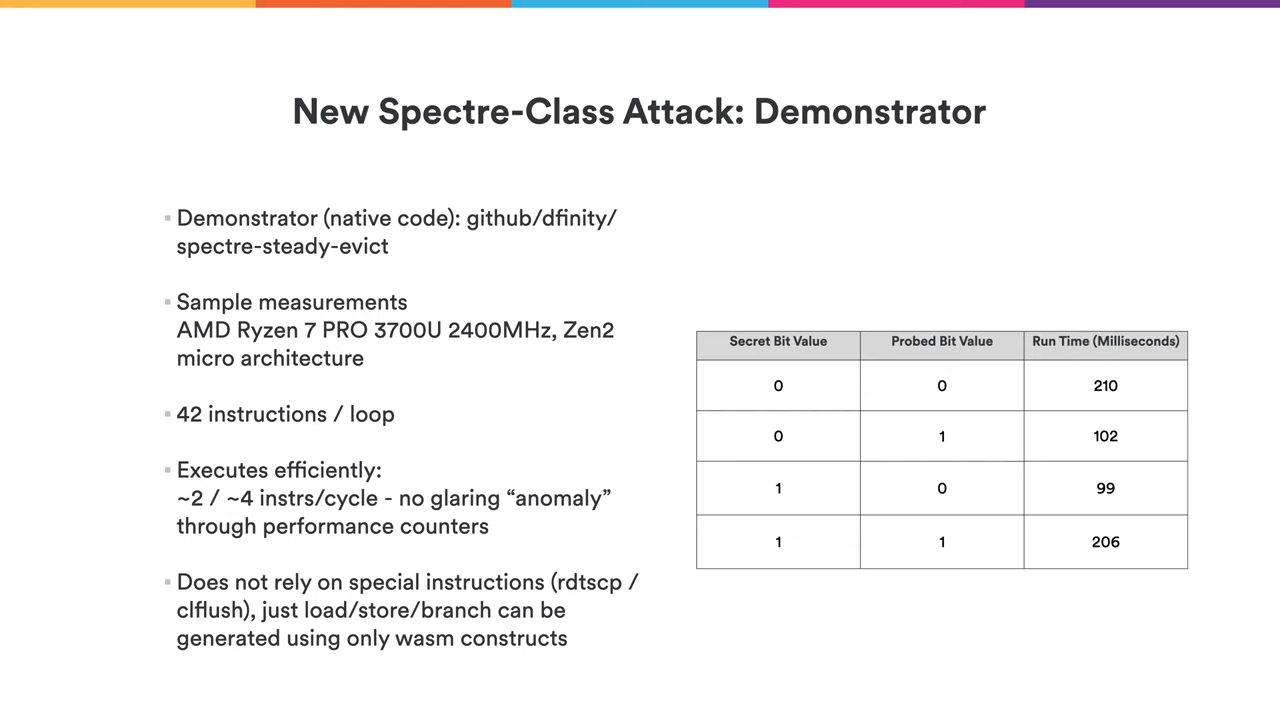 New Spectre-Class Attack: Demonstrator
▪ Demonstrator (native code): github/dfinity/
spectre-steady-evict
▪ Sample measurements
AMD Ryzen 7 PRO 3700U 2400MHz, Zen2
micro architecture
▪ 42 instructions / loop
▪ Executes efficiently:
~2 / ~4 instrs/cycle - no glaring “anomaly”
through performance counters
▪ Does not rely on special instructions (rdtscp /
clflush), just load/store/branch can be
generated using only wasm constructs
Secret Bit Value Probed Bit Value Run Time (Milliseconds)
0 0 210
0 1 102
1 0 99
1 1 206